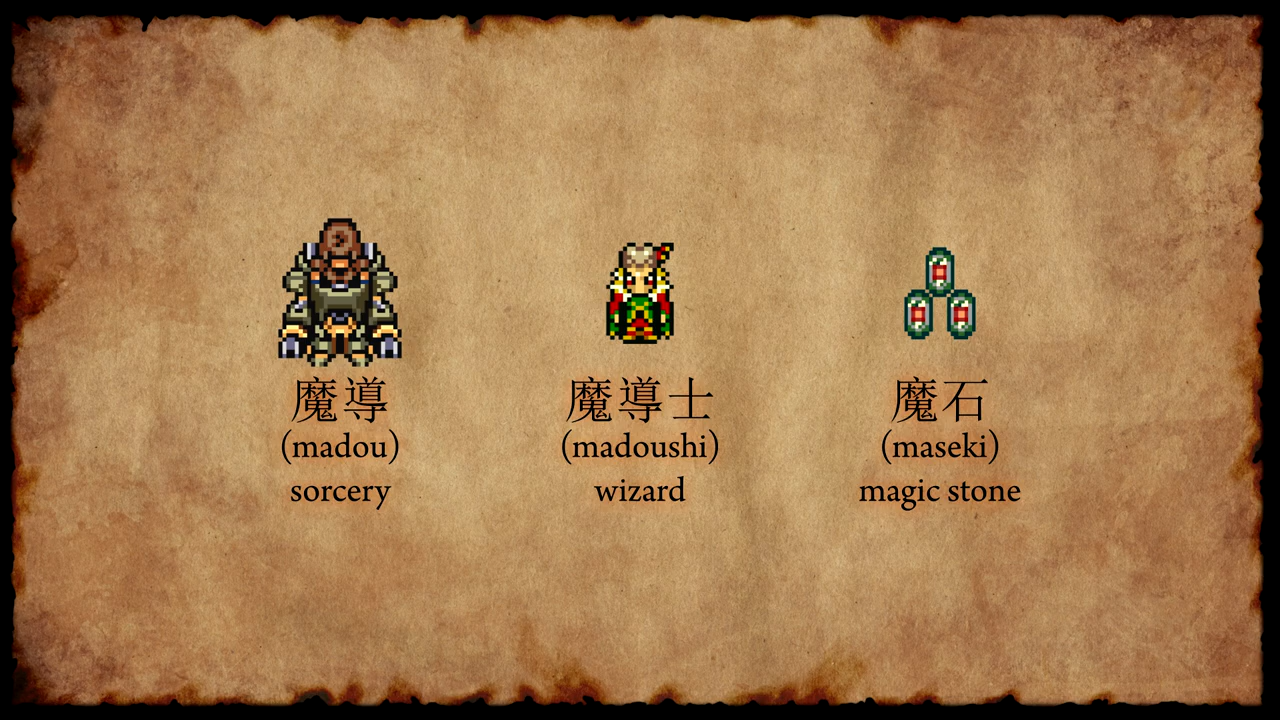 魔導
(madou)
sorcery
魔導士
(madoushi)
wizard
魔石
(maseki)
magic stone